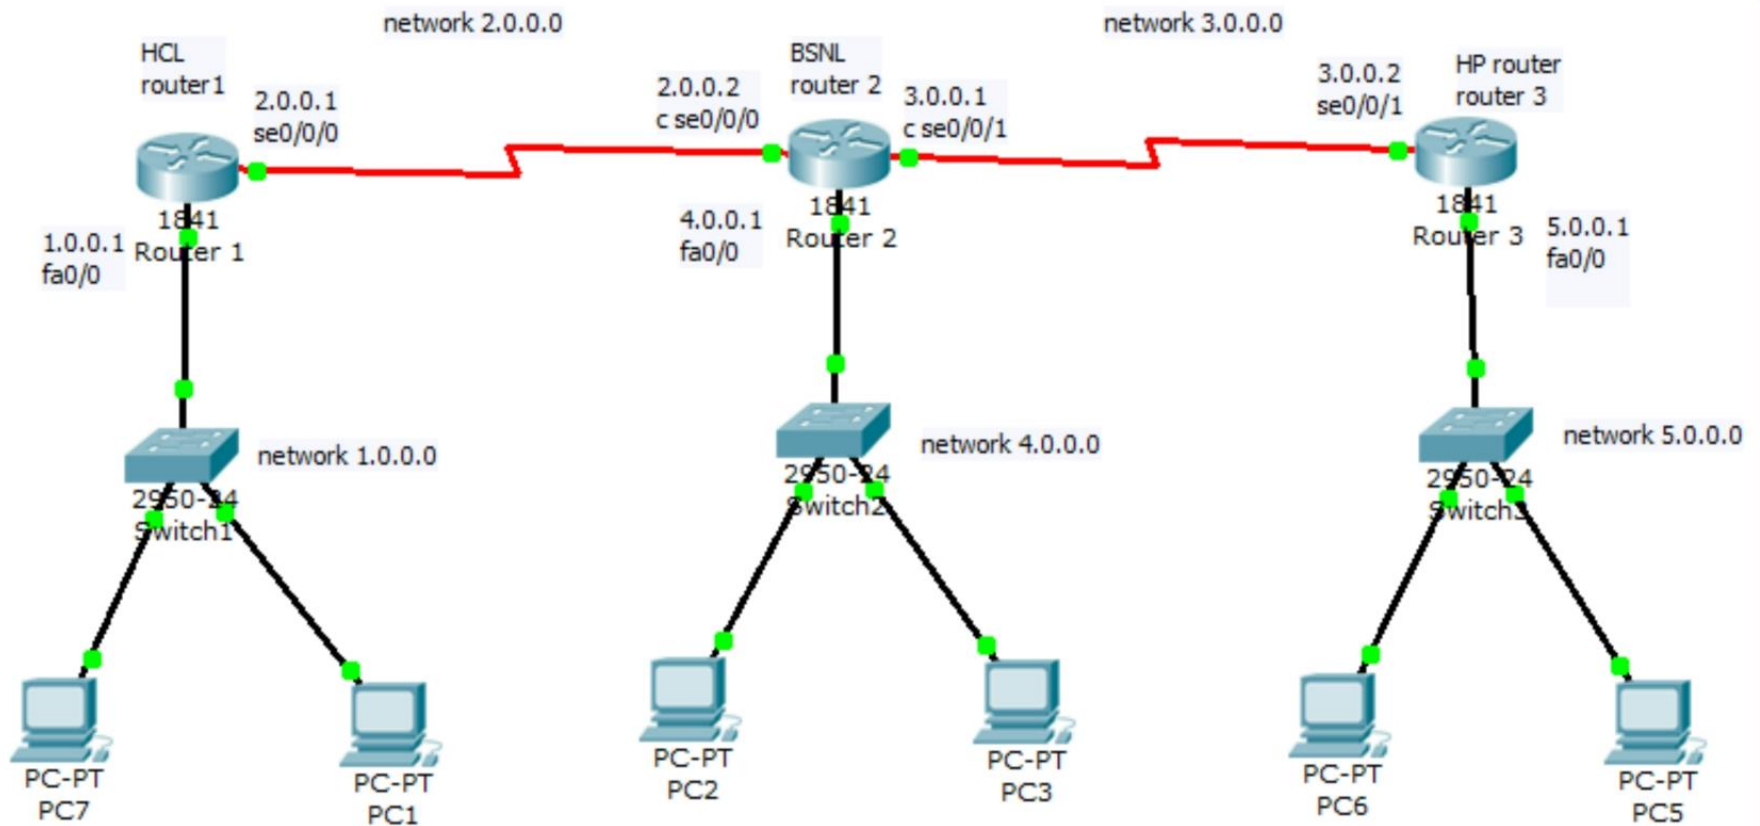 network 2.0.0.0
network 3.0.0.0
HCL
router1
2.0.0.1
se0/0/0
2.0.0.2
c se0/0/0
BSNL
router 2
3.0.0.1
c se0/0/1
3.0.0.2
se0/0/1
HP router
router 3
1841
Router 1
1.0.0.1
fa0/0
4.0.0.1
fa0/0
1841
Router 2
1841
Router 3
5.0.0.1
fa0/0
2950-24
Switch1
network 1.0.0.0
2950-24
Switch2
network 4.0.0.0
2950-24
Switch3
network 5.0.0.0
PC-PT
PC7
PC-PT
PC1
PC-PT
PC2
PC-PT
PC3
PC-PT
PC6
PC-PT
PC5